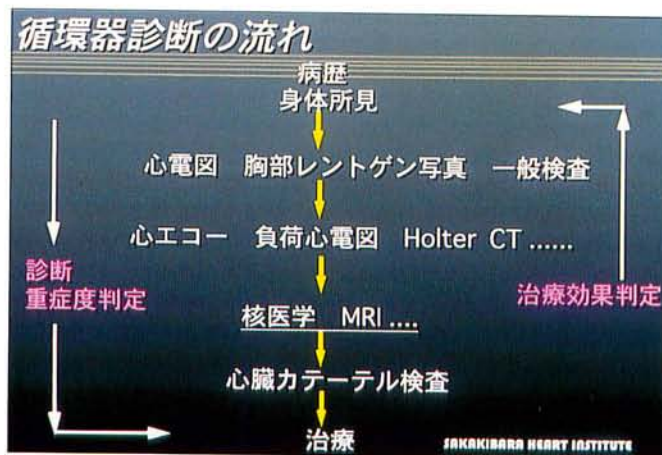 循環器診断の流れ
病歴
身体所見
心電図　胸部レントゲン写真　一般検査
心エコー　負荷心電図　Holter CT ......
診断
重症度判定
治療効果判定
核医学　MRI ....
心臓カテーテル検査
治療
SAKAKIBARA HEART INSTITUTE